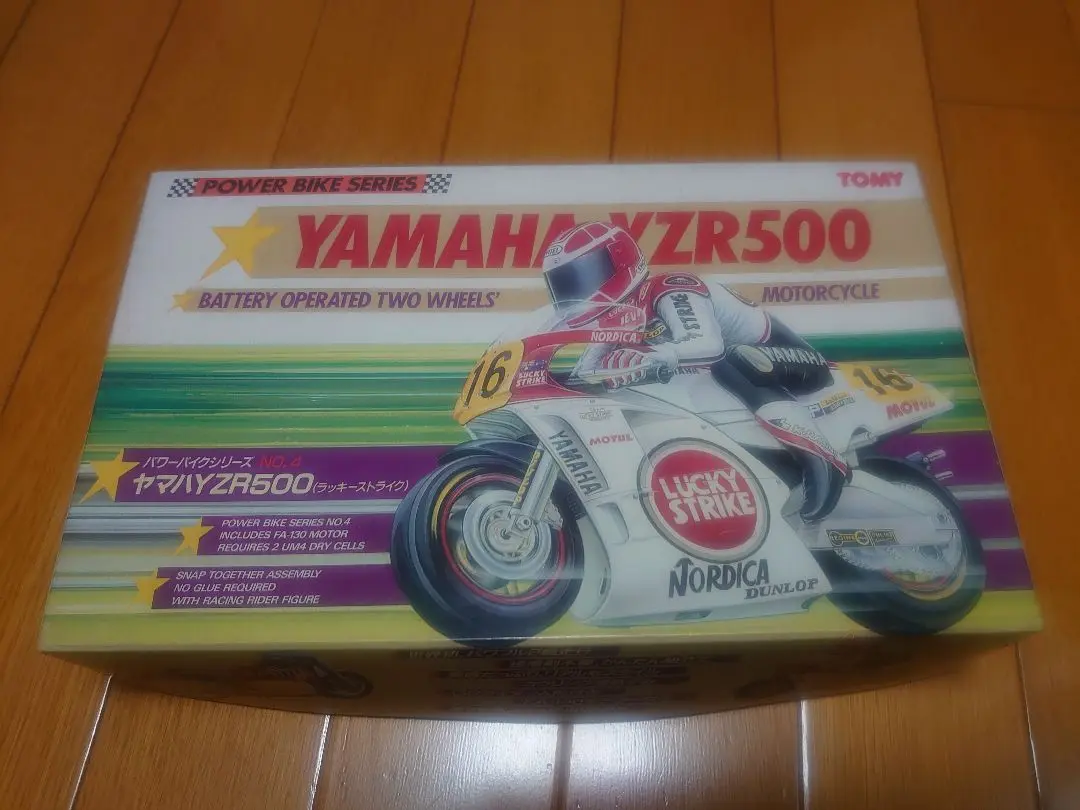 POWER BIKE SERIES
TOMY
YAMAHA YZR500
BATTERY OPERATED TWO WHEELS' MOTORCYCLE
パワーバイクシリーズ NO.4
ヤマハYZR500(ラッキーストライク)
POWER BIKE SERIES NO.4
INCLUDES FA-130 MOTOR
REQUIRES 2 UM4 DRY CELLS
SNAP TOGETHER ASSEMBLY
NO GLUE REQUIRED
WITH RACING RIDER FIGURE
NORDICA
STRIKE
YAMAHA
16
LUCKY
STRIKE
16
MOTUL
MOTUL
YAMAHA
LUCKY
STRIKE
NORDICA
DUNLOP